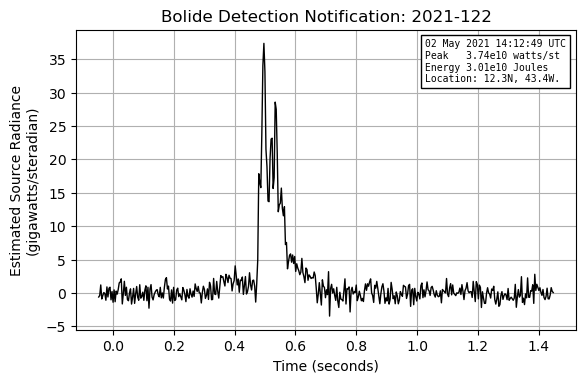 Bolide Detection Notification: 2021-122
02 May 2021 14:12:49 UTC
Peak   3.74e10 watts/st
Energy 3.01e10 Joules
Location: 12.3N, 43.4W.
Estimated Source Radiance
(gigawatts/steradian)
35
30
25
20
15
10
5
0
−5
0.0 0.2 0.4 0.6 0.8 1.0 1.2 1.4
Time (seconds)